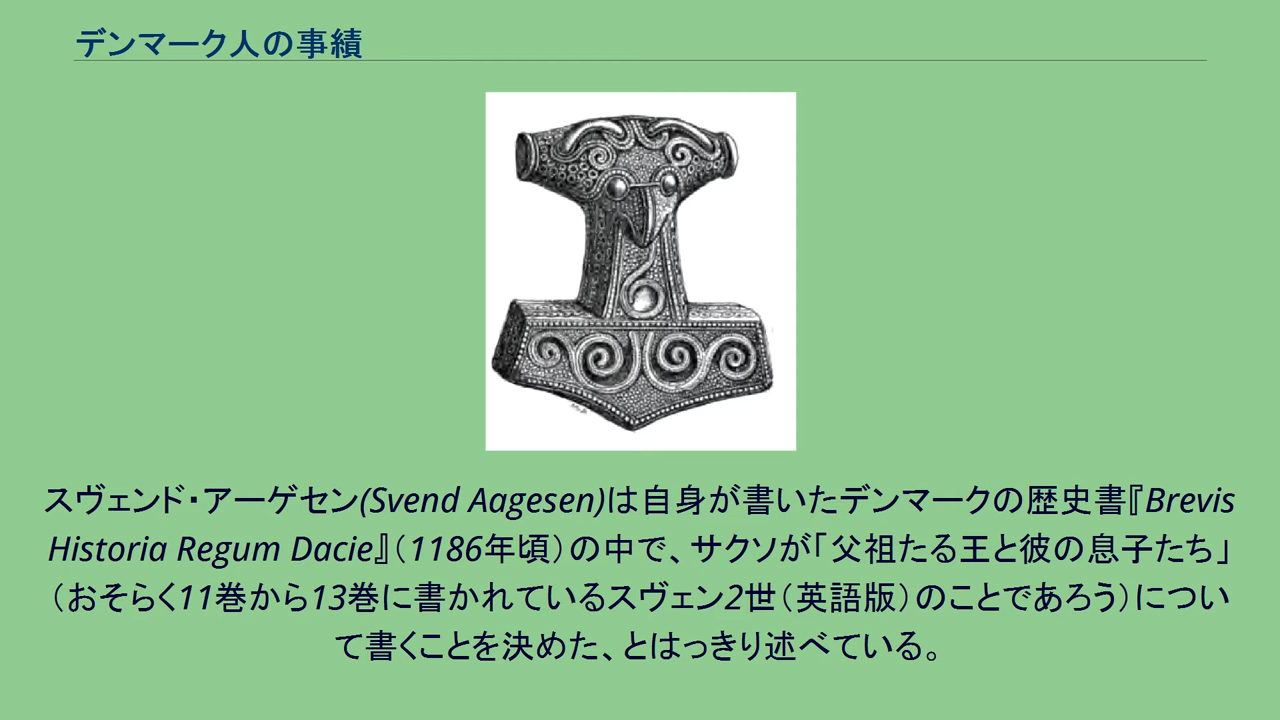 デンマーク人の事績
スヴェンド・アーゲセン(Svend Aagesen)は自身が書いたデンマークの歴史書『Brevis
Historia Regum Dacie』（1186年頃）の中で、サクソが「父祖たる王と彼の息子たち」
（おそらく11巻から13巻に書かれているスヴェン2世（英語版）のことであろう）につい
て書くことを決めた、とはっきり述べている。